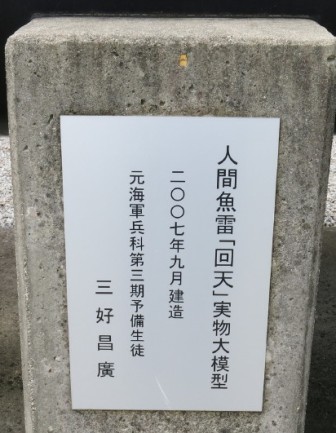 人間魚雷「回天」実物大模型
二〇〇七年九月建造
元海軍兵科第三期予備生徒
三好昌廣